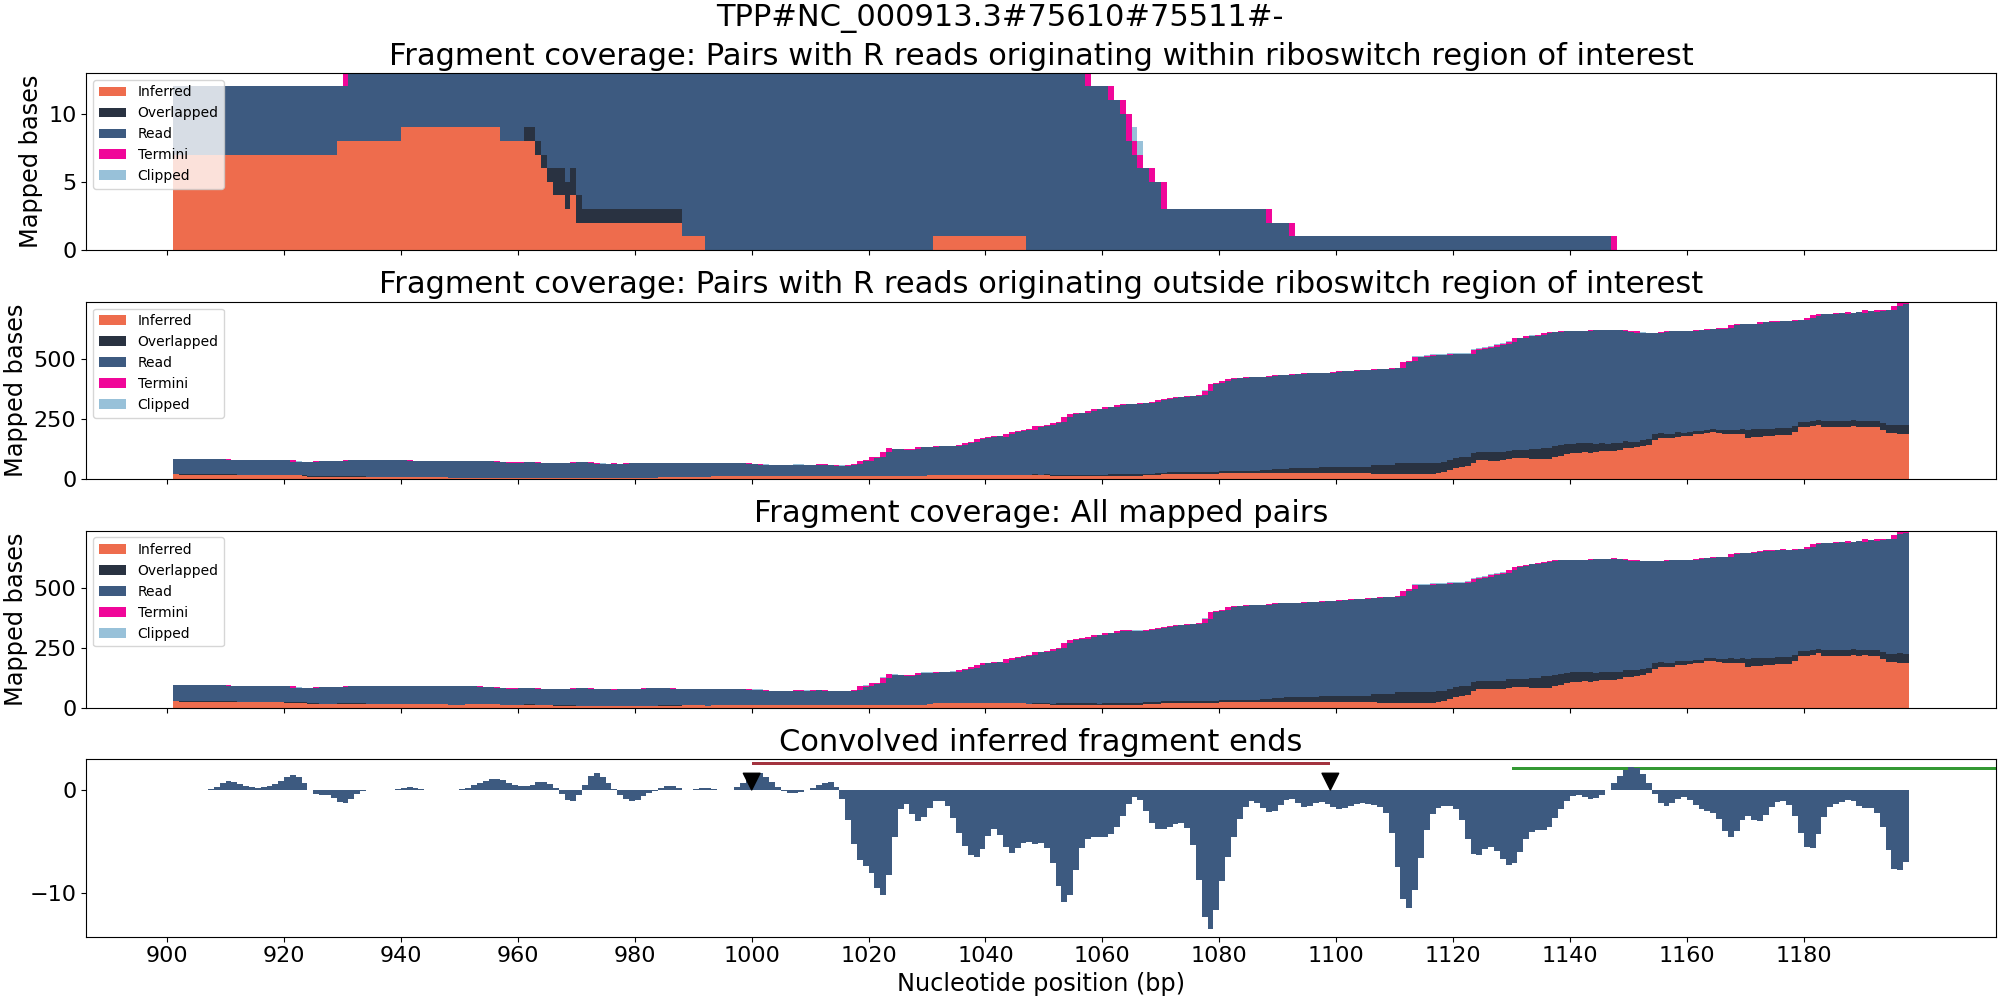 TPP#NC_000913.3#75610#75511#-
Fragment coverage: Pairs with R reads originating within riboswitch region of interest
Mapped bases
10
5
0
Inferred
Overlapped
Read
Termini
Clipped
Fragment coverage: Pairs with R reads originating outside riboswitch region of interest
Mapped bases
500
250
0
Inferred
Overlapped
Read
Termini
Clipped
Fragment coverage: All mapped pairs
Mapped bases
500
250
0
Inferred
Overlapped
Read
Termini
Clipped
Convolved inferred fragment ends
0
−10
900 920 940 960 980 1000 1020 1040 1060 1080 1100 1120 1140 1160 1180
Nucleotide position (bp)